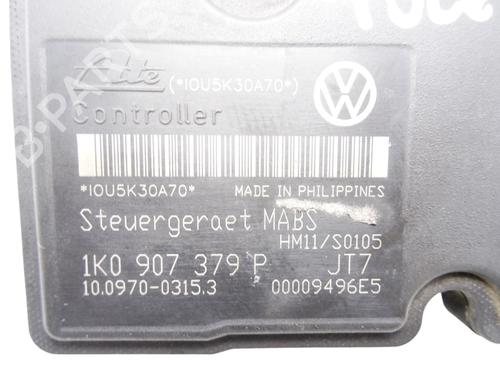 Ate (*IOU5K30A70*)
Controller
*IOU5K30A70* MADE IN PHILIPPINES
Steuergeraet MABS
HM11/S0105
1K0 907 379 P JT7
10.0970-0315.3 00009496E5
B-PARTS